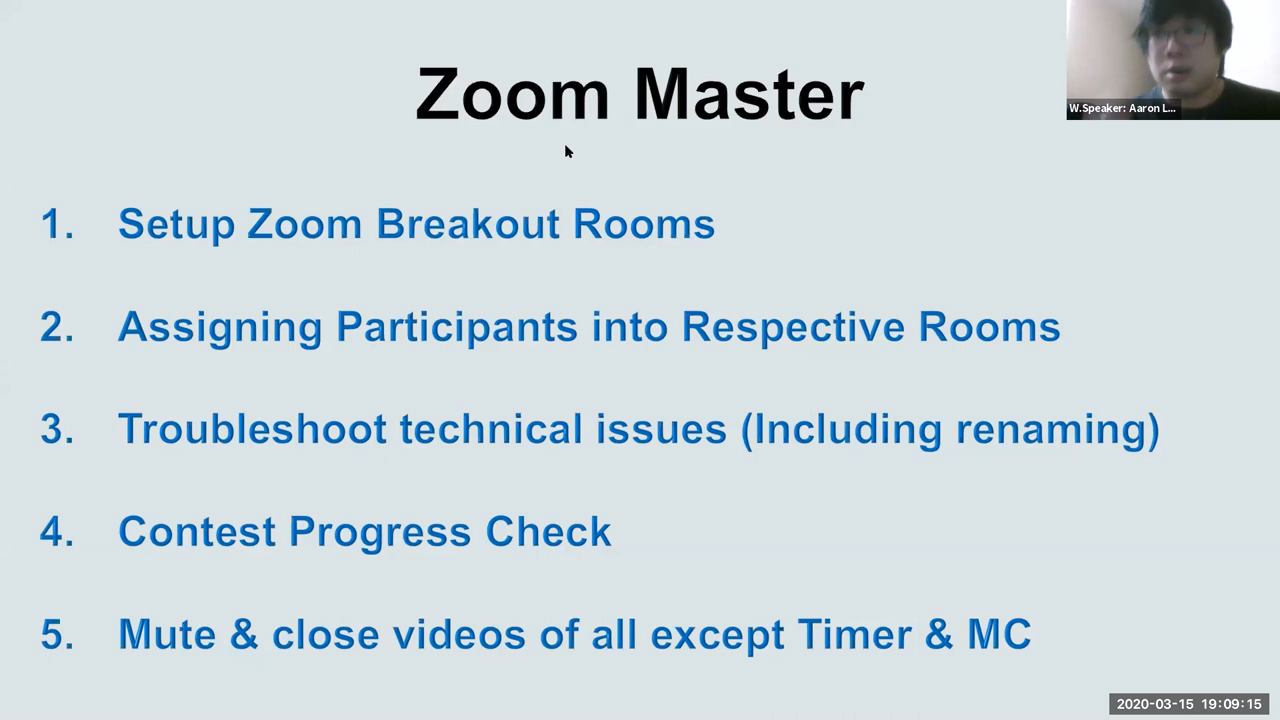 Zoom Master
W.Speaker: Aaron L...
1. Setup Zoom Breakout Rooms
2. Assigning Participants into Respective Rooms
3. Troubleshoot technical issues (Including renaming)
4. Contest Progress Check
5. Mute & close videos of all except Timer & MC
2020-03-15 19:09:15